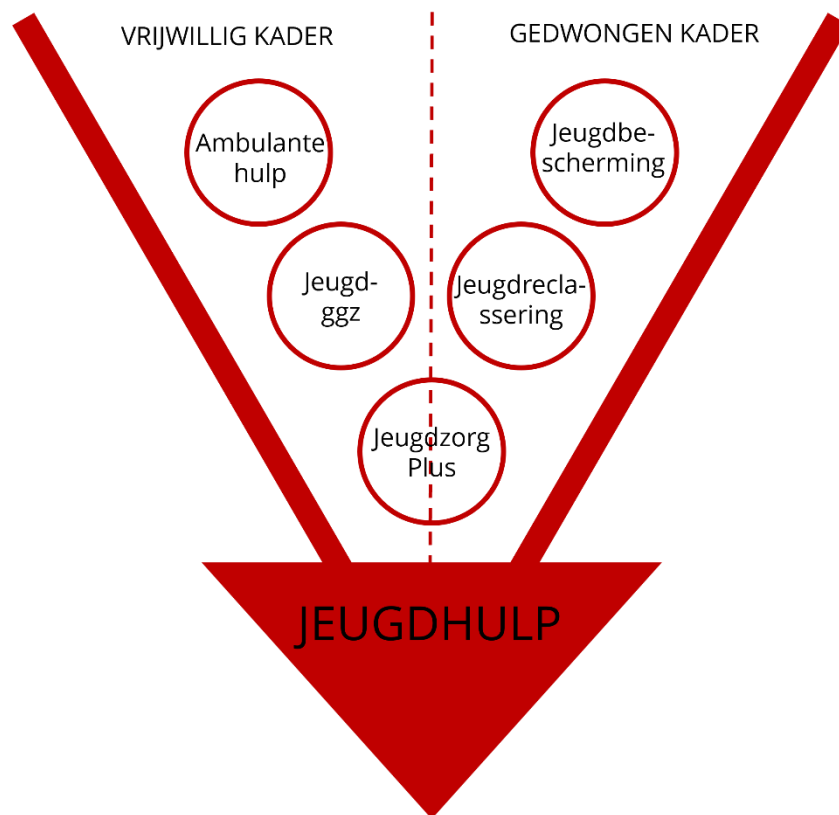 VRIJWILLIG KADER
GEDWONGEN KADER
Ambulante
hulp
Jeugdbe-
scherming
Jeugd-
ggz
Jeugdrecla-
ssering
Jeugdzorg
Plus
JEUGDHULP